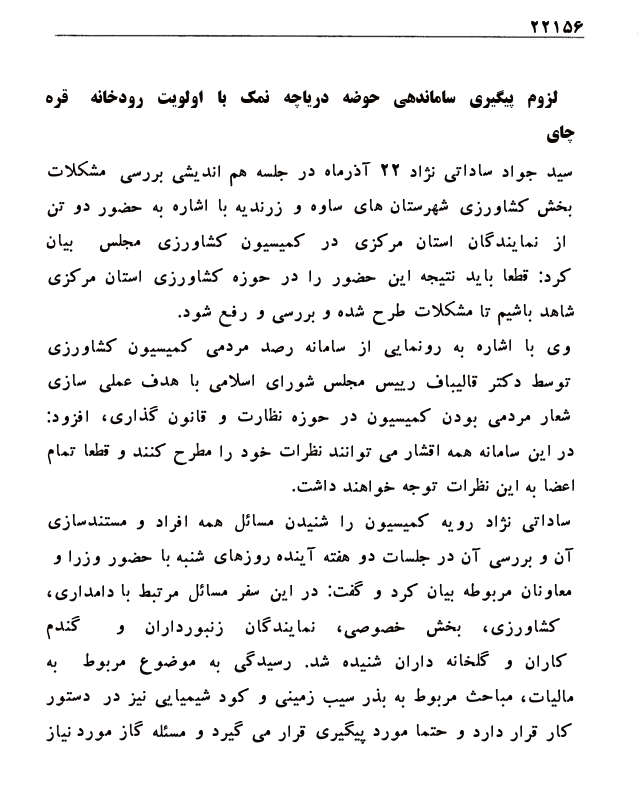 ۲۲۱۵۶
لزوم پیگیری ساماندهی حوضه دریاچه نمک با اولویت رودخانه قره
چای
سید جواد ساداتی نژاد ۲۲ آذرماه در جلسه هم اندیشی بررسی مشکلات
بخش کشاورزی شهرستان های ساوه و زرندیه با اشاره به حضور دو تن
از نمایندگان استان مرکزی در کمیسیون کشاورزی مجلس بیان
کرد: قطعا باید نتیجه این حضور را در حوزه کشاورزی استان مرکزی
شاهد باشیم تا مشکلات طرح شده و بررسی و رفع شود.
وی با اشاره به رونمایی از سامانه رصد مردمی کمیسیون کشاورزی
توسط دکتر قالیباف رییس مجلس شورای اسلامی با هدف عملی سازی
شعار مردمی بودن کمیسیون در حوزه نظارت و قانون گذاری، افزود:
در این سامانه همه اقشار می توانند نظرات خود را مطرح کنند و قطعا تمام
اعضا به این نظرات توجه خواهند داشت.
ساداتی نژاد رویه کمیسیون را شنیدن مسائل همه افراد و مستندسازی
آن و بررسی آن در جلسات دو هفته آینده روزهای شنبه با حضور وزرا و
معاونان مربوطه بیان کرد و گفت: در این سفر مسائل مرتبط با دامداری،
کشاورزی، بخش خصوصی، نمایندگان زنبورداران و گندم
کاران و گلخانه داران شنیده شد. رسیدگی به موضوع مربوط به
مالیات، مباحث مربوط به بذر سیب زمینی و کود شیمیایی نیز در دستور
کار قرار دارد و حتما مورد پیگیری قرار می گیرد و مسئله گاز مورد نیاز